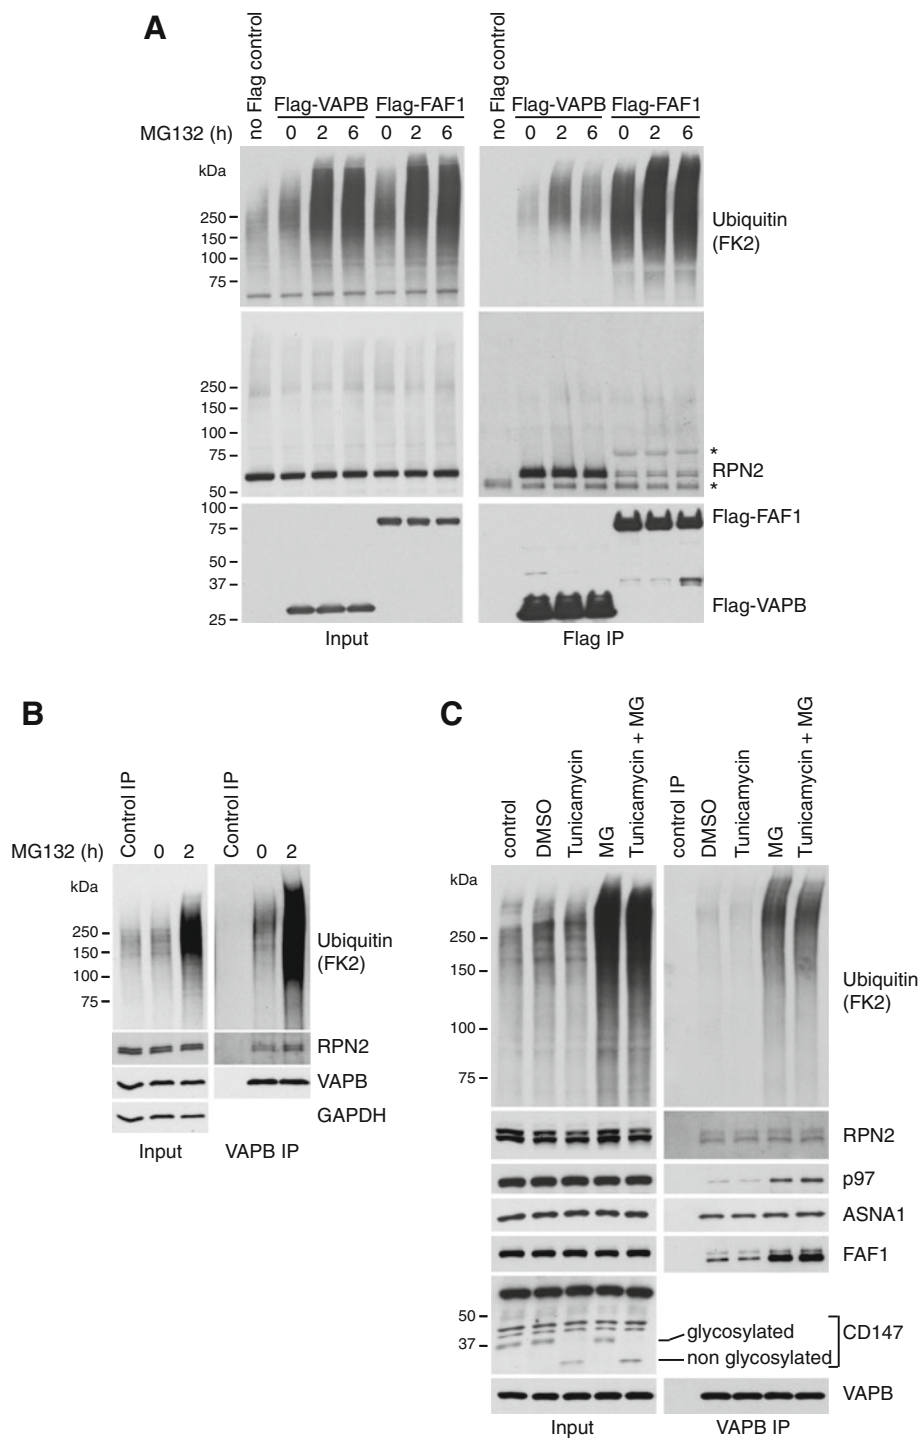 A
no Flag control
Flag-VAPB
Flag-FAF1
no Flag control
Flag-VAPB
Flag-FAF1
MG132 (h)
0 2 6 0 2 6
0 2 6 0 2 6
kDa
250
150
100
75
Ubiquitin
(FK2)
250
150
100
75
50
*
RPN2
*
100
75
50
37
25
Flag-FAF1
Flag-VAPB
Input
Flag IP
B
Control IP
Control IP
MG132 (h)
0 2
0 2
kDa
250
150
100
75
Ubiquitin
(FK2)
RPN2
VAPB
GAPDH
Input
VAPB IP
C
control
DMSO
Tunicamycin
MG
Tunicamycin + MG
control IP
DMSO
Tunicamycin
MG
Tunicamycin + MG
kDa
250
150
100
75
Ubiquitin
(FK2)
RPN2
p97
ASNA1
FAF1
50
37
glycosylated
non glycosylated
CD147
VAPB
Input
VAPB IP